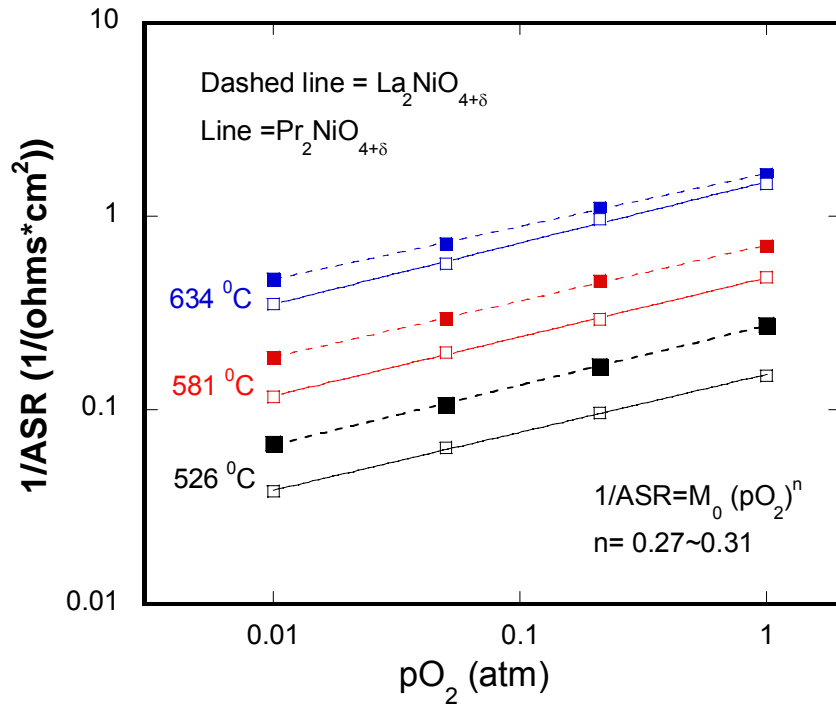 10
Dashed line = La₂NiO₄₊δ
Line =Pr₂NiO₄₊δ
1
634 ⁰C
581 ⁰C
0.1
526 ⁰C
1/ASR=M₀ (pO₂)ⁿ
n= 0.27~0.31
0.01
0.01 0.1 1
pO₂ (atm)
1/ASR (1/(ohms*cm²))